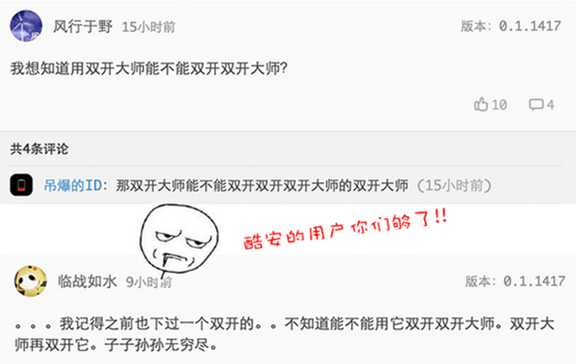 风行于野 15小时前 版本: 0.1.1417
我想知道用双开大师能不能双开双开大师?
10 4
共4条评论
吊爆的ID: 那双开大师能不能双开双开双开大师的双开大师 (15小时前)
酷安的用户你们够了!!
临战如水 9小时前 版本: 0.1.1417
。。。我记得之前也下过一个双开的。。不知道能不能用它双开双开大师。双开大
师再双开它。子子孙孙无穷尽。